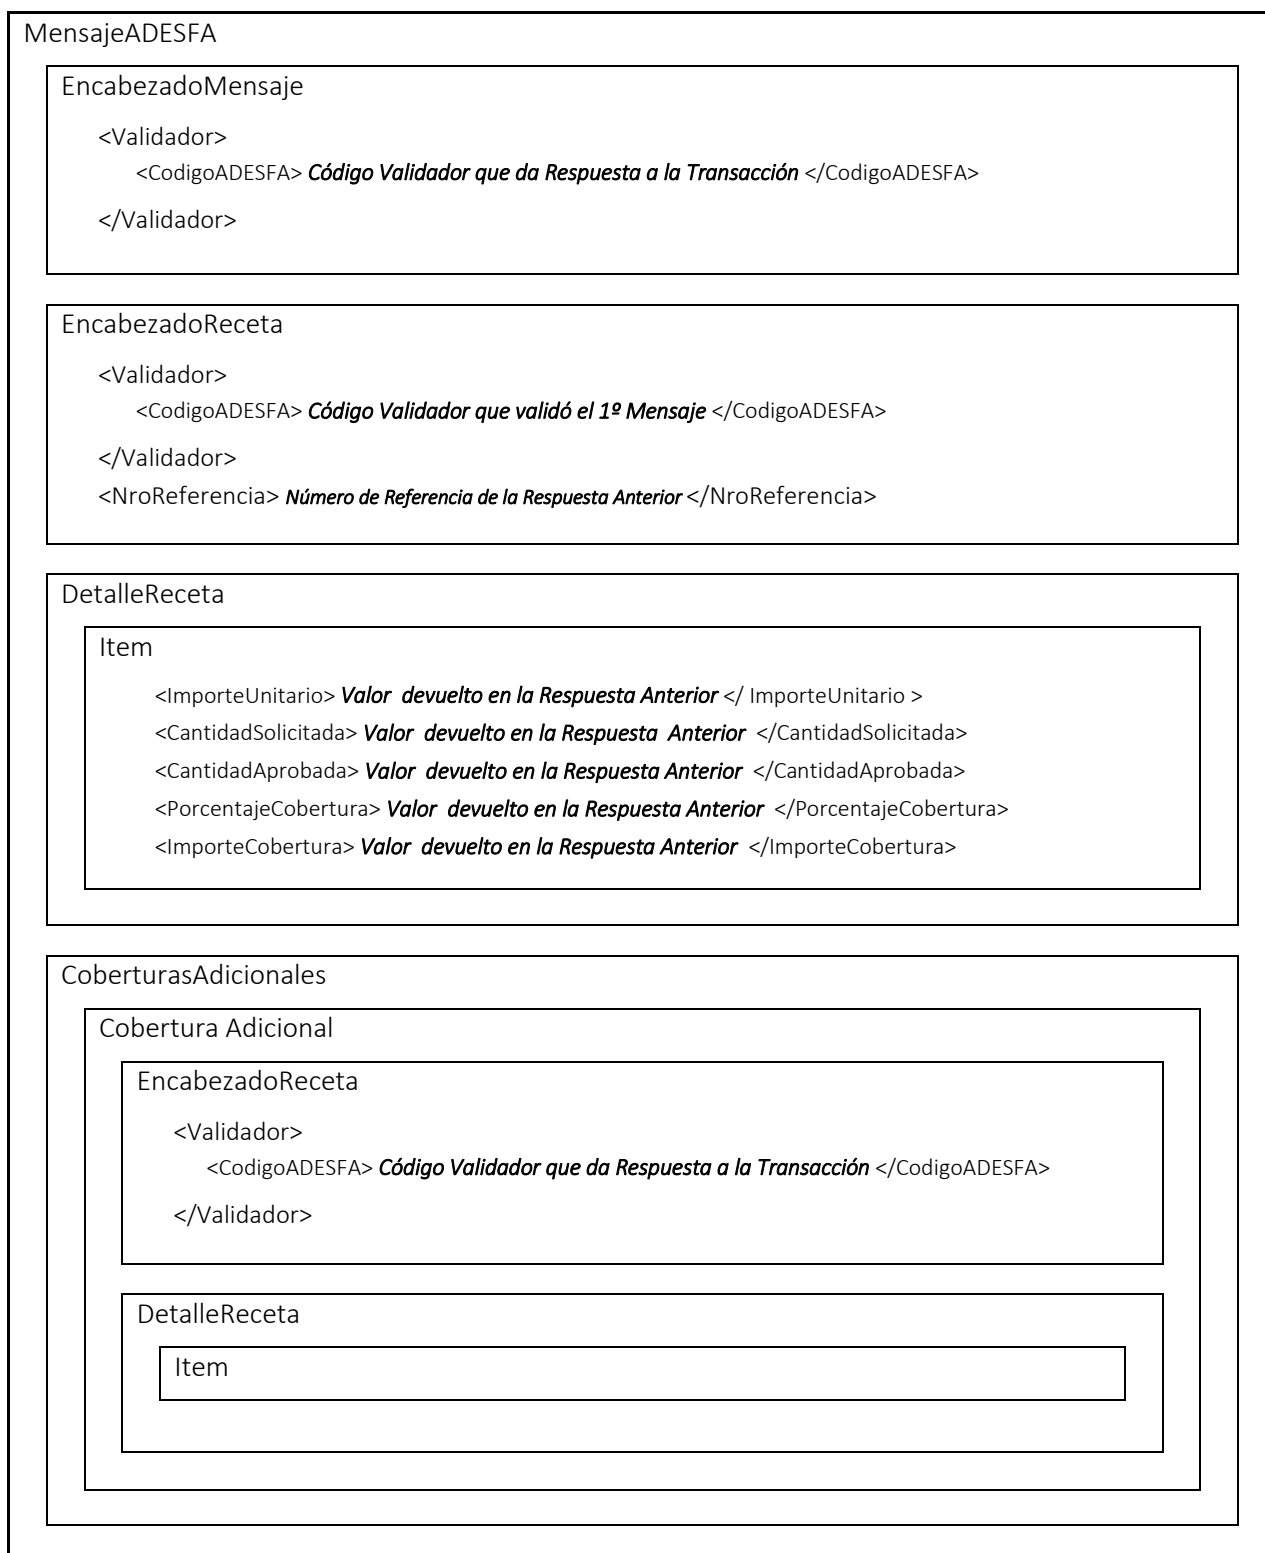 MensajeADESFA
EncabezadoMensaje
<Validador>
<CodigoADESFA> Código Validador que da Respuesta a la Transacción </CodigoADESFA>
</Validador>
EncabezadoReceta
<Validador>
<CodigoADESFA> Código Validador que validó el 1º Mensaje </CodigoADESFA>
</Validador>
<NroReferencia> Número de Referencia de la Respuesta Anterior </NroReferencia>
DetalleReceta
Item
<ImporteUnitario> Valor  devuelto en la Respuesta Anterior </ ImporteUnitario >
<CantidadSolicitada> Valor  devuelto en la Respuesta  Anterior  </CantidadSolicitada>
<CantidadAprobada> Valor  devuelto en la Respuesta Anterior  </CantidadAprobada>
<PorcentajeCobertura> Valor  devuelto en la Respuesta Anterior  </PorcentajeCobertura>
<ImporteCobertura> Valor  devuelto en la Respuesta Anterior  </ImporteCobertura>
CoberturasAdicionales
Cobertura Adicional
EncabezadoReceta
<Validador>
<CodigoADESFA> Código Validador que da Respuesta a la Transacción </CodigoADESFA>
</Validador>
DetalleReceta
Item